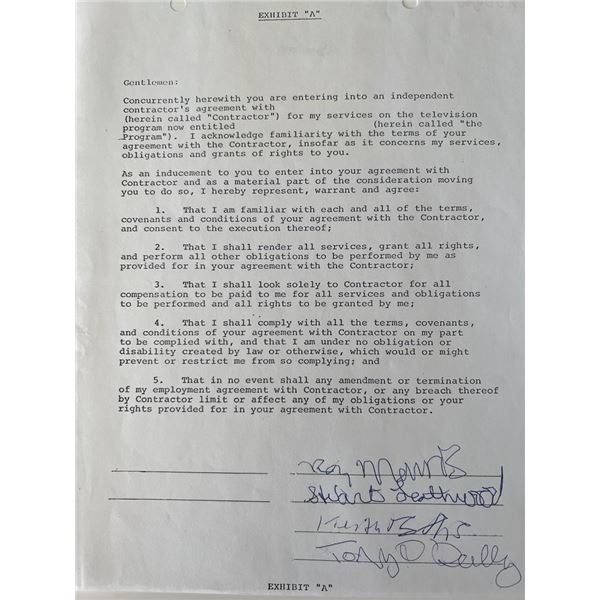 EXHIBIT "A"
Gentlemen:
Concurrently herewith you are entering into an independent
contractor's agreement with
(herein called "Contractor") for my services on the television
program now entitled (herein called "the
Program"). I acknowledge familiarity with the terms of your
agreement with the Contractor, insofar as it concerns my services,
obligations and grants of rights to you.
As an inducement to you to enter into your agreement with
Contractor and as a material part of the consideration moving
you to do so, I hereby represent, warrant and agree:
1. That I am familiar with each and all of the terms,
covenants and conditions of your agreement with the Contractor,
and consent to the execution thereof;
2. That I shall render all services, grant all rights,
and perform all other obligations to be performed by me as
provided for in your agreement with the Contractor;
3. That I shall look solely to Contractor for all
compensation to be paid to me for all services and obligations
to be performed and all rights to be granted by me;
4. That I shall comply with all the terms, covenants,
and conditions of your agreement with Contractor on my part
to be complied with, and that I am under no obligation or
disability created by law or otherwise, which would or might
prevent or restrict me from so complying; and
5. That in no event shall any amendment or termination
of my employment agreement with Contractor, or any breach thereof
by Contractor limit or affect any of my obligations or your
rights provided for in your agreement with Contractor.
Roy
Stuart
Tony O Reilly
EXHIBIT "A"